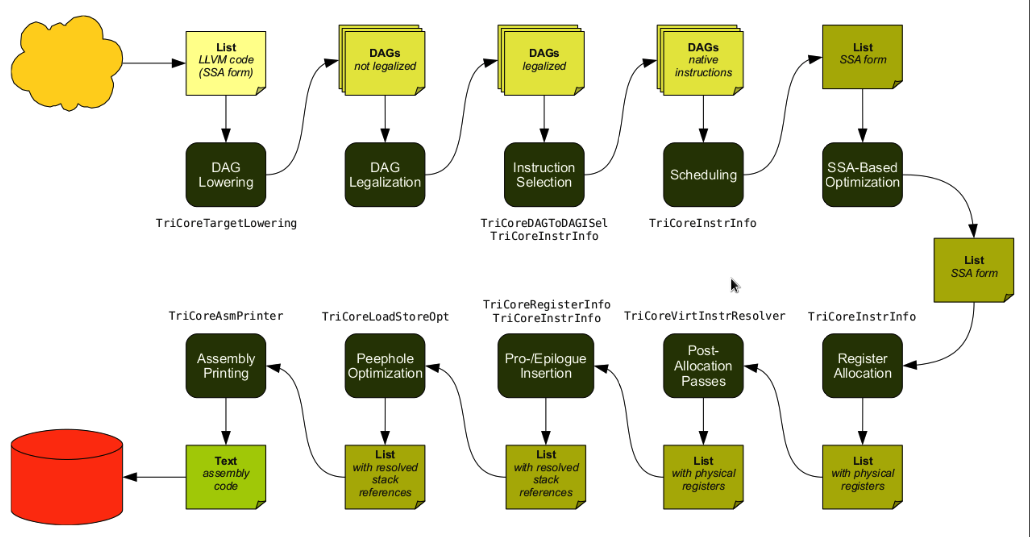 List
LLVM code
(SSA form)
DAGs
not legalized
DAGs
legalized
DAGs
native
instructions
List
SSA form
DAG
Lowering
DAG
Legalization
Instruction
Selection
Scheduling
SSA-Based
Optimization
TriCoreTargetLowering
TriCoreDAGToDAGISel
TriCoreInstrInfo
TriCoreInstrInfo
List
SSA form
TriCoreAsmPrinter
TriCoreLoadStoreOpt
TriCoreRegisterInfo
TriCoreInstrInfo
TriCoreVirtInstrResolver
TriCoreInstrInfo
Assembly
Printing
Peephole
Optimization
Pro-/Epilogue
Insertion
Post-
Allocation
Passes
Register
Allocation
Text
assembly
code
List
with resolved
stack
references
List
with resolved
stack
references
List
with physical
registers
List
with physical
registers